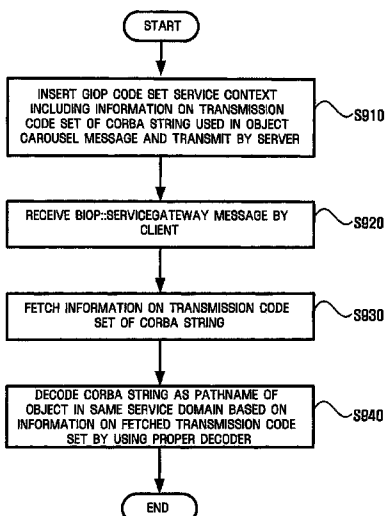 START
INSERT GIOP CODE SET SERVICE CONTEXT
INCLUDING INFORMATION ON TRANSMISSION
CODE SET OF CORBA STRING USED IN OBJECT
CAROUSEL MESSAGE AND TRANSMIT BY SERVER
S910
RECEIVE BIOP::SERVICEGATEWAY MESSAGE BY
CLIENT
S920
FETCH INFORMATION ON TRANSMISSION CODE
SET OF CORBA STRING
S930
DECODE CORBA STRING AS PATHNAME OF
OBJECT IN SAME SERVICE DOMAIN BASED ON
INFORMATION ON FETCHED TRANSMISSION CODE
SET BY USING PROPER DECODER
S940
END